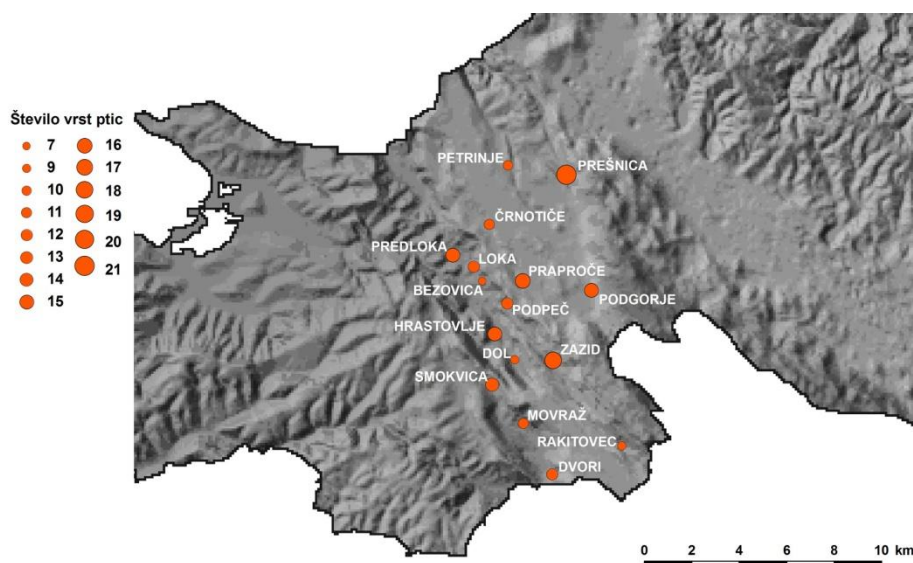 Število vrst ptic
7 16
9 17
10 18
11 19
12 20
13 21
14
15
PETRINJE
PREŠNICA
ČRNOTIČE
PREDLOKA
LOKA
BEZOVICA
PRAPROČE
PODGORJE
PODPEČ
HRASTOVLJE
DOL
ZAZID
SMOKVICA
MOVRAŽ
RAKITOVEC
DVORI
0 2 4 6 8 10 km